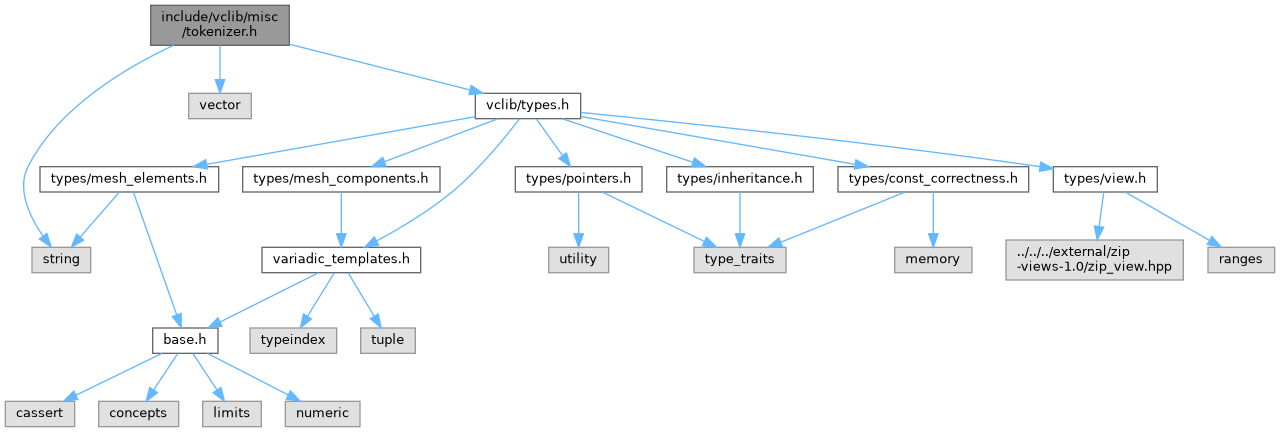 include/vclib/misc
/tokenizer.h
vector
vclib/types.h
types/mesh_elements.h
types/mesh_components.h
types/pointers.h
types/inheritance.h
types/const_correctness.h
types/view.h
string
variadic_templates.h
utility
type_traits
memory
../../../external/zip
-views-1.0/zip_view.hpp
ranges
base.h
typeindex
tuple
cassert
concepts
limits
numeric